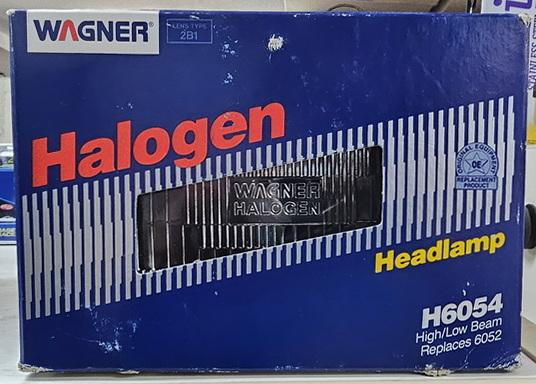 WAGNER®
LENS TYPE
2B1
Halogen
WAGNER
HALOGEN
ORIGINAL EQUIPMENT
OE
REPLACEMENT
PRODUCT
Headlamp
H6054
High/Low Beam
Replaces 6052